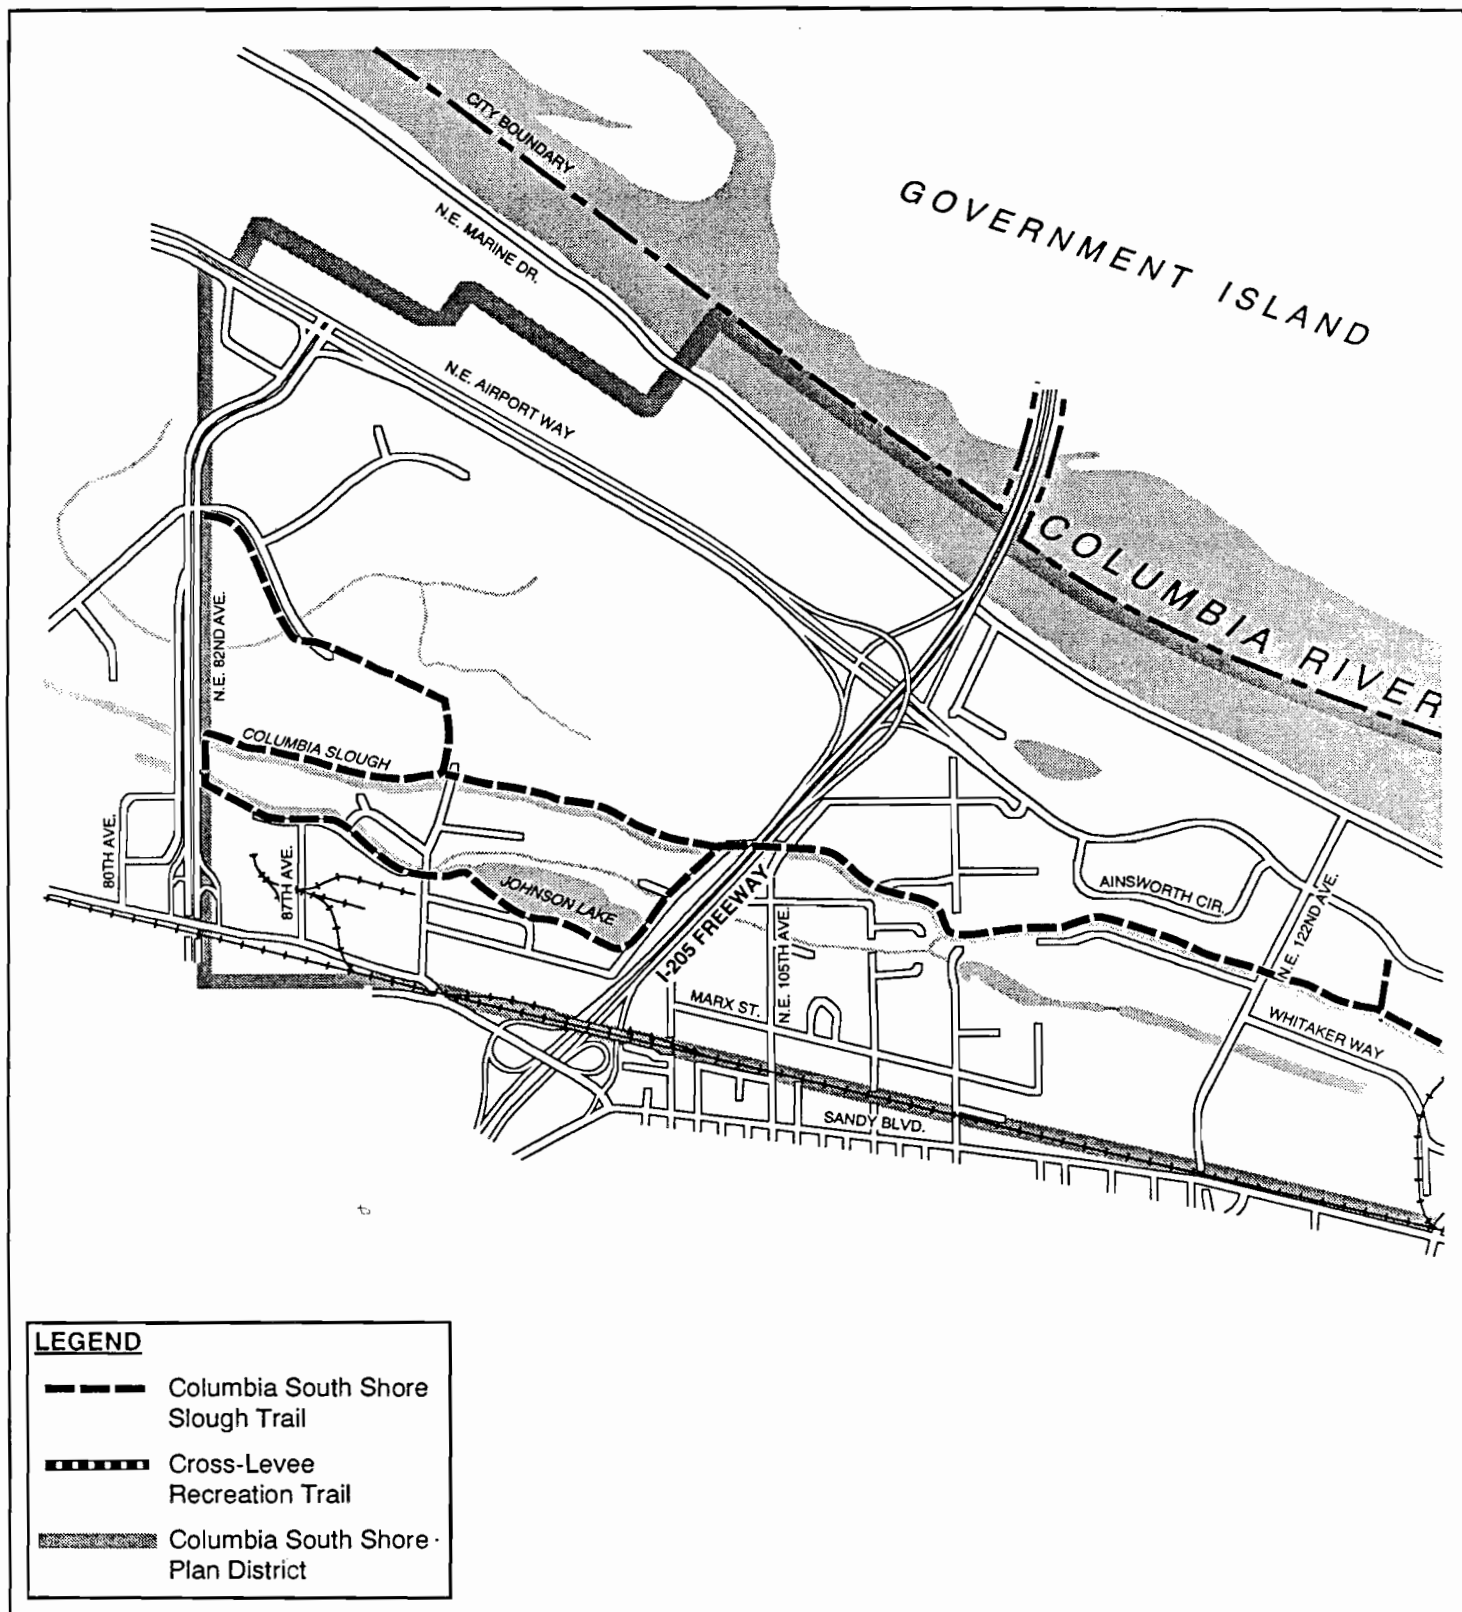 CITY BOUNDARY
GOVERNMENT ISLAND
N.E. MARINE DR.
N.E. AIRPORT WAY
COLUMBIA RIVER
N.E. 82ND AVE.
COLUMBIA SLOUGH
80TH AVE.
87TH AVE.
JOHNSON LAKE
I-205 FREEWAY
N.E. 105TH AVE.
AINSWORTH CIR.
N.E. 122ND AVE.
MARX ST.
WHITAKER WAY
SANDY BLVD.
LEGEND
Columbia South Shore
Slough Trail
Cross-Levee
Recreation Trail
Columbia South Shore
Plan District